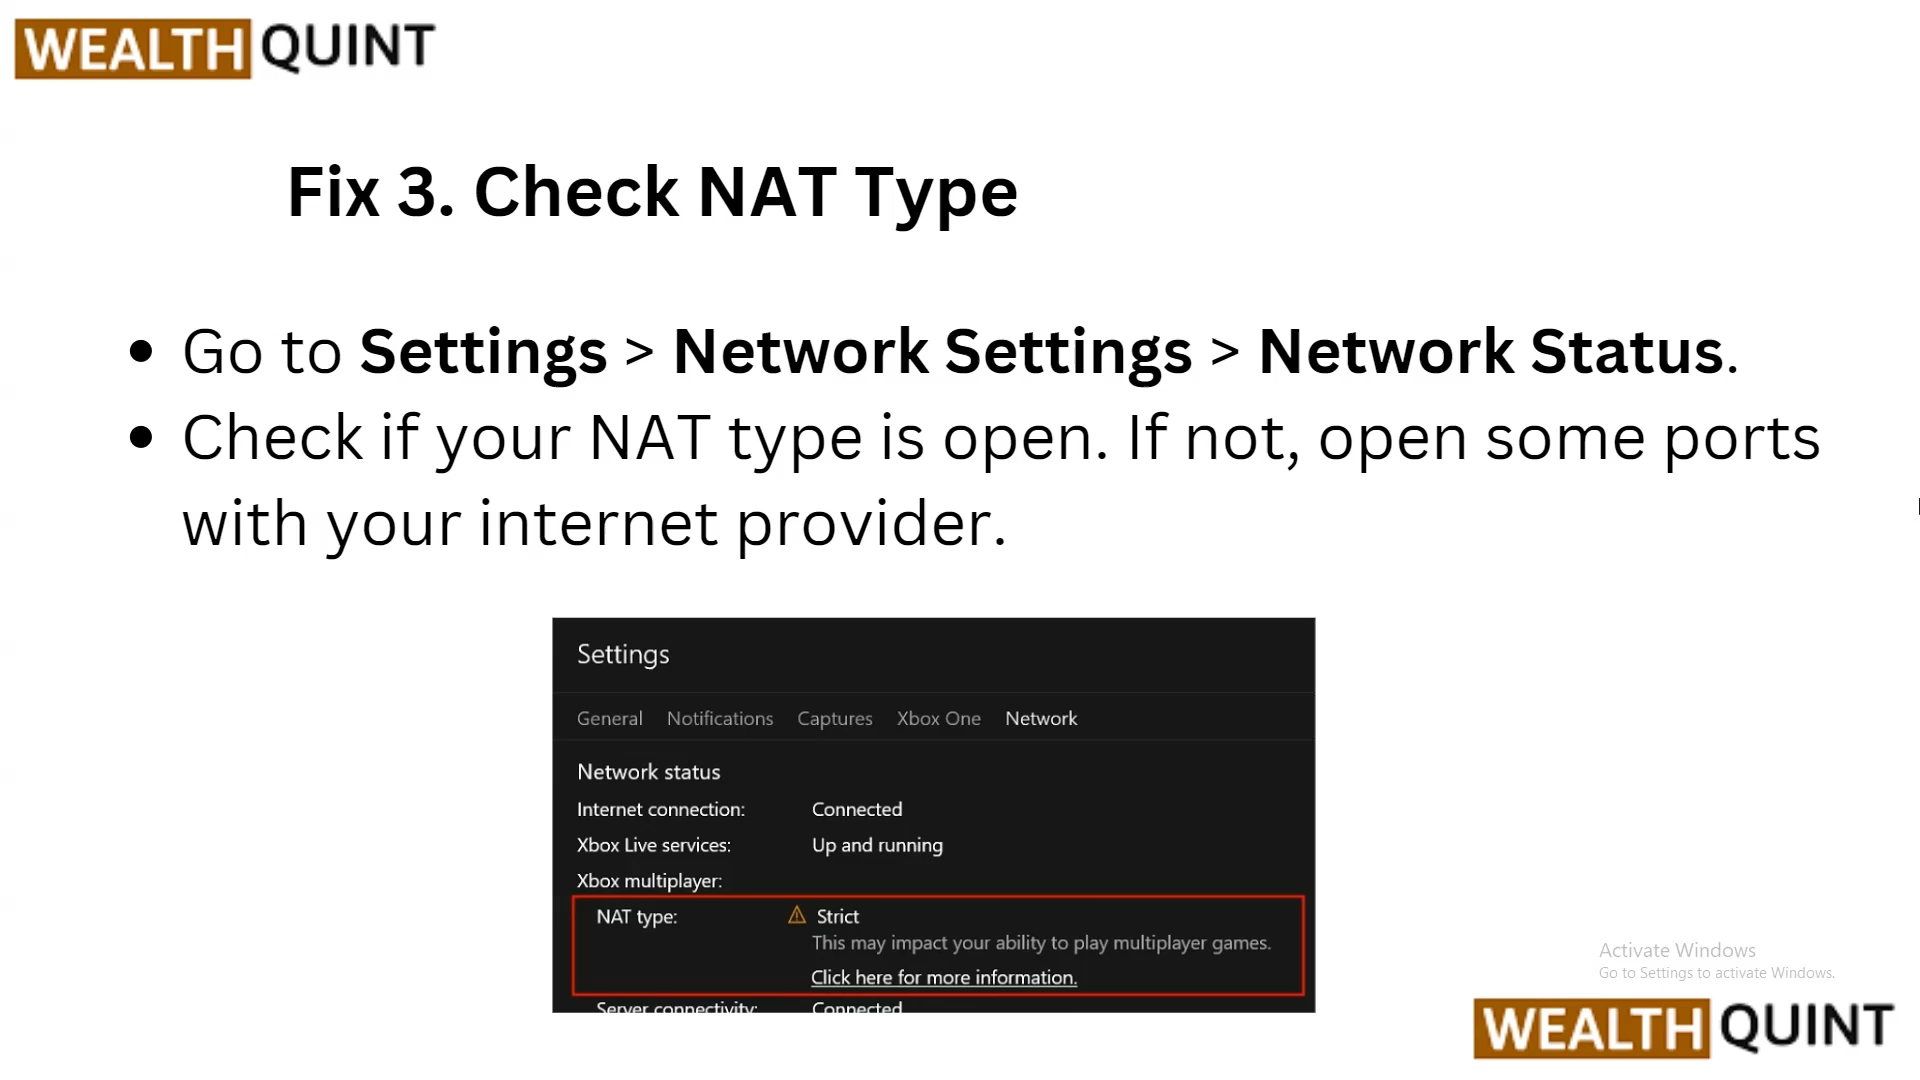 WEALTH QUINT
Fix 3. Check NAT Type
• Go to Settings > Network Settings > Network Status.
• Check if your NAT type is open. If not, open some ports
with your internet provider.
Settings
General Notifications Captures Xbox One Network
Network status
Internet connection: Connected
Xbox Live services: Up and running
Xbox multiplayer:
NAT type: ⚠ Strict
This may impact your ability to play multiplayer games.
Click here for more information.
Server connectivity: Connected
Activate Windows
Go to Settings to activate Windows.
WEALTH QUINT